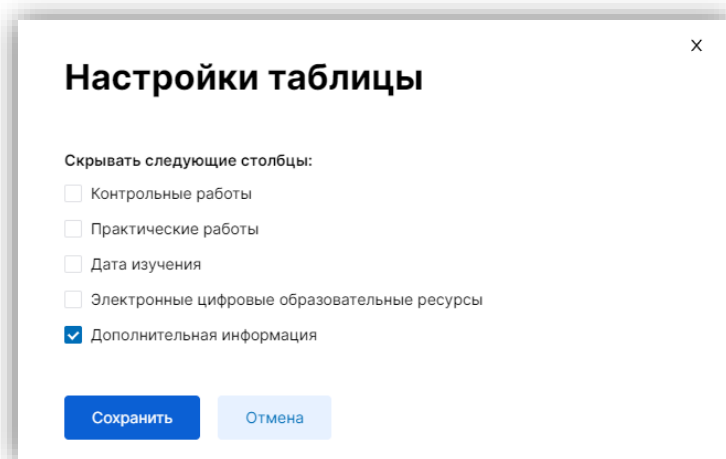 X
Настройки таблицы
Скрывать следующие столбцы:
Контрольные работы
Практические работы
Дата изучения
Электронные цифровые образовательные ресурсы
Дополнительная информация
Сохранить Отмена